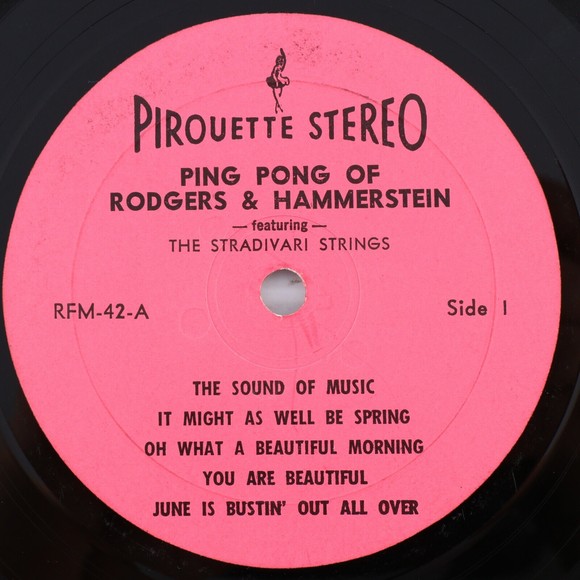 PIROUETTE STEREO
PING PONG OF
RODGERS & HAMMERSTEIN
— featuring —
THE STRADIVARI STRINGS
RFM-42-A
Side 1
THE SOUND OF MUSIC
IT MIGHT AS WELL BE SPRING
OH WHAT A BEAUTIFUL MORNING
YOU ARE BEAUTIFUL
JUNE IS BUSTIN' OUT ALL OVER